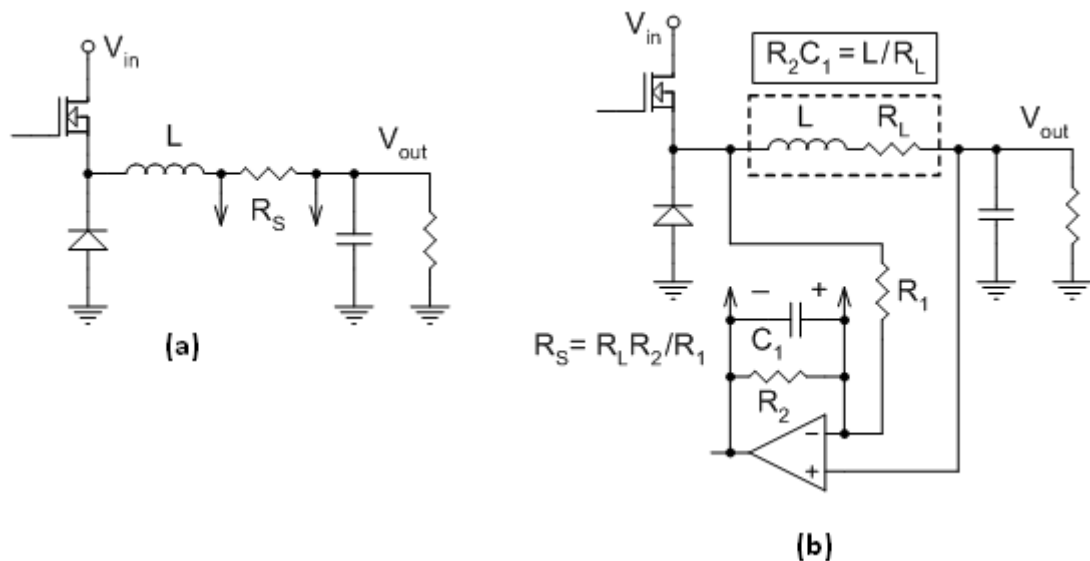 V_in
L
V_out
R_S
(a)
V_in
R_2C_1 = L/R_L
L
R_L
V_out
R_1
− +
C_1
R_S = R_LR_2/R_1
R_2
−
+
(b)